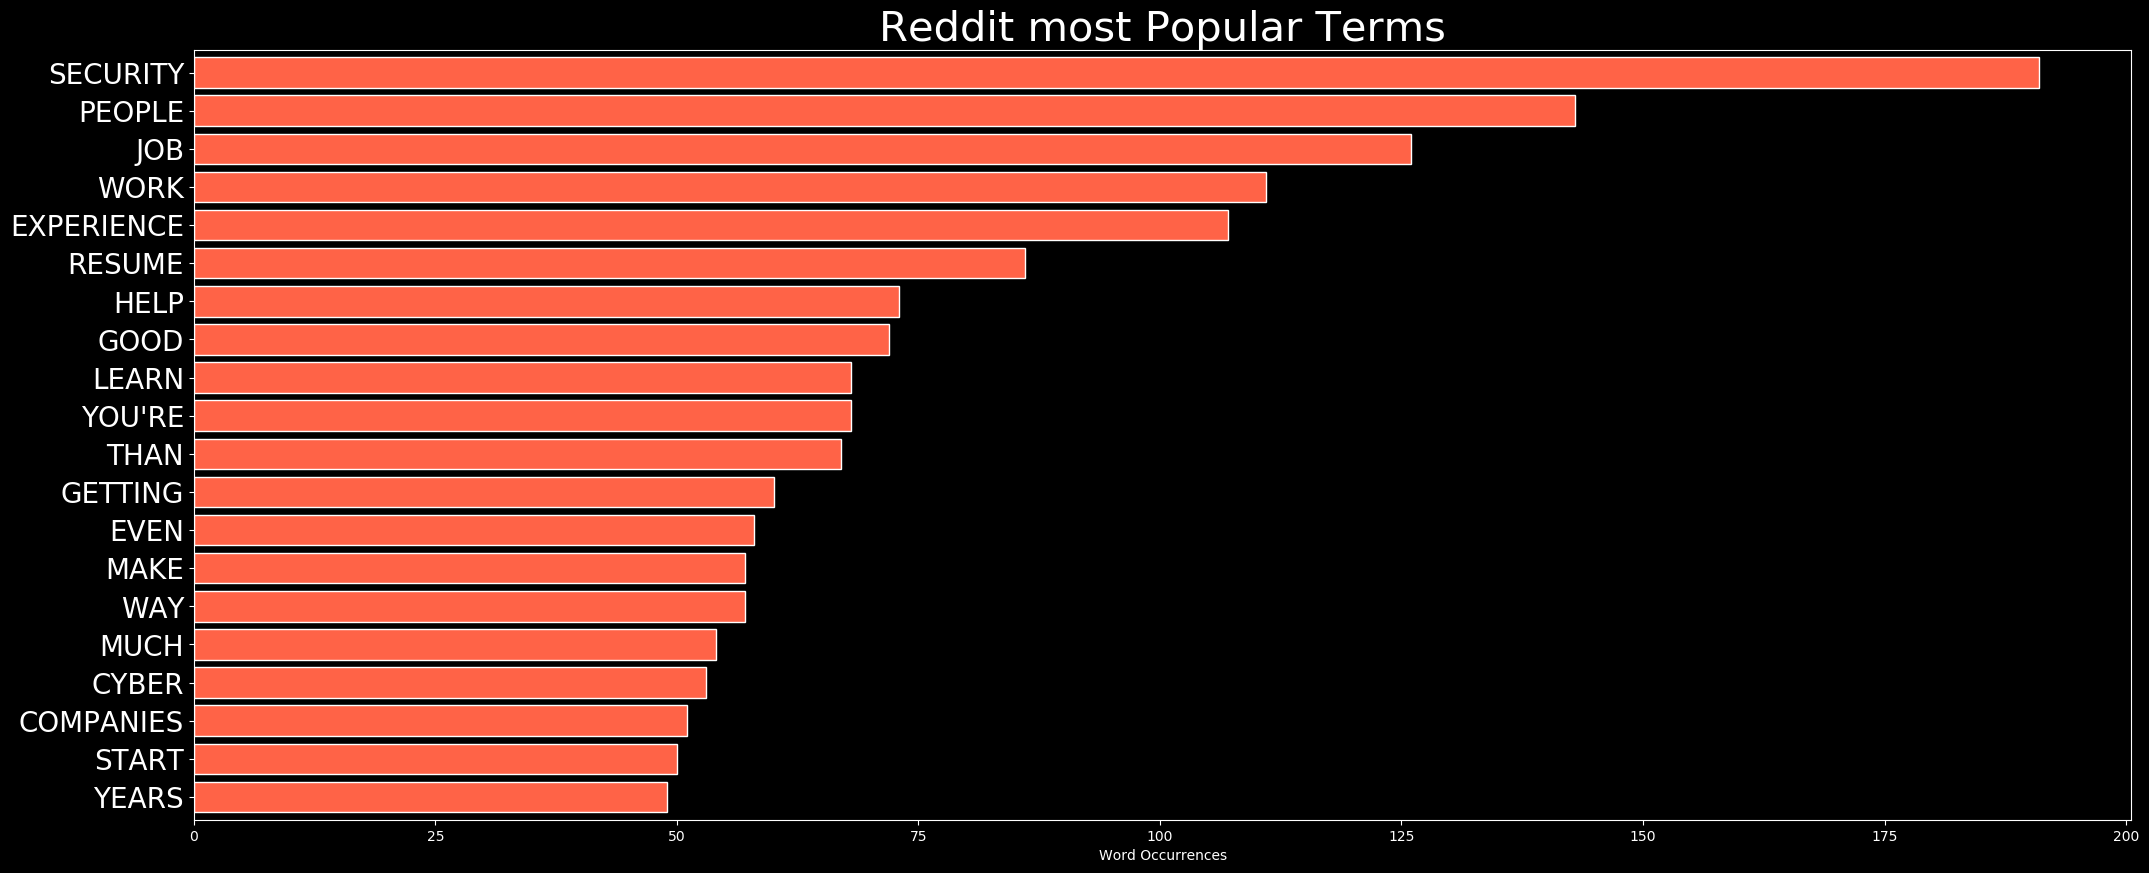 Reddit most Popular Terms
SECURITY
PEOPLE
JOB
WORK
EXPERIENCE
RESUME
HELP
GOOD
LEARN
YOU'RE
THAN
GETTING
EVEN
MAKE
WAY
MUCH
CYBER
COMPANIES
START
YEARS
0 25 50 75 100 125 150 175 200
Word Occurrences